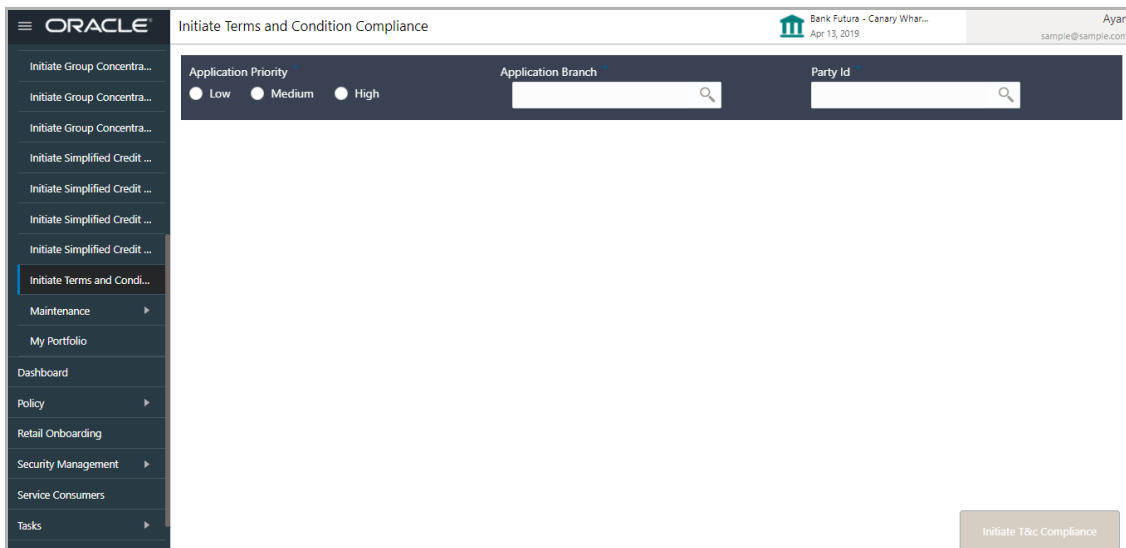 ORACLE
Initiate Terms and Condition Compliance
Bank Futura - Canary Whar...
Apr 13, 2019
Ayan
sample@sample.com
Initiate Group Concentra...
Initiate Group Concentra...
Initiate Group Concentra...
Initiate Simplified Credit ...
Initiate Simplified Credit ...
Initiate Simplified Credit ...
Initiate Simplified Credit ...
Initiate Terms and Condi...
Maintenance
My Portfolio
Dashboard
Policy
Retail Onboarding
Security Management
Service Consumers
Tasks
Application Priority *
Low Medium High
Application Branch *
Party Id *
Initiate T&c Compliance